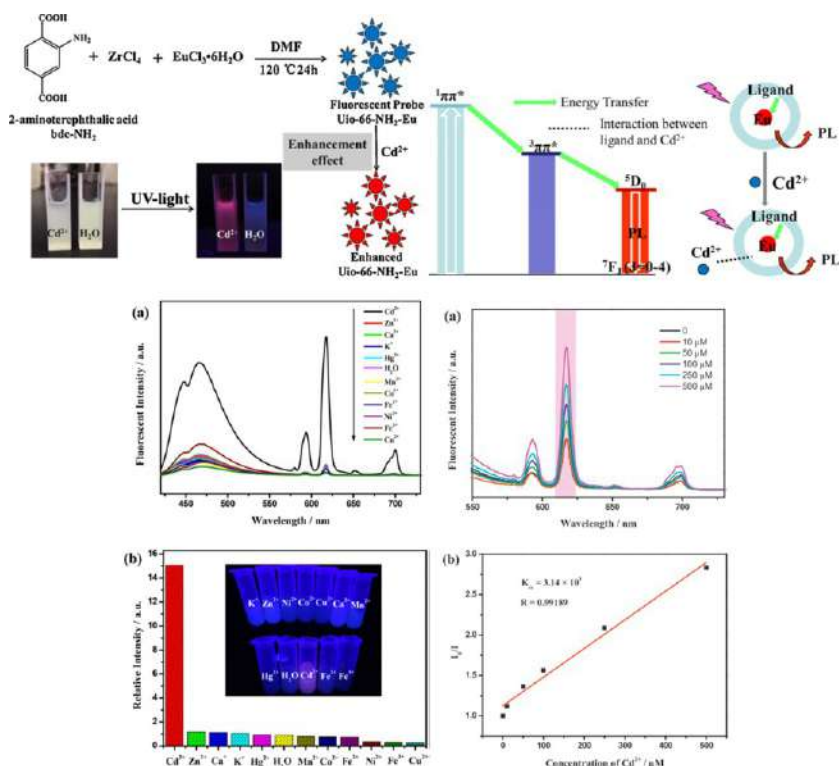 COOH
NH₂
COOH
+ ZrCl₄ + EuCl₃•6H₂O
DMF
120 ℃ 24h
2-aminoterephthalic acid
bdc-NH₂
Fluorescent Probe
Uio-66-NH₂-Eu
Enhancement
effect
Cd²⁺
Enhanced
Uio-66-NH₂-Eu
UV-light
Cd²⁺
H₂O
Cd²⁺
H₂O
¹ππ*
³ππ*
⁵D₀
PL
⁷F_J (J=0-4)
Energy Transfer
Interaction between
ligand and Cd²⁺
Ligand
Eu
PL
Cd²⁺
Ligand
Eu
Cd²⁺
PL
(a)
Fluorescent Intensity / a.u.
Cd²⁺
Zn²⁺
Ca²⁺
K⁺
Hg²⁺
H₂O
Mn²⁺
Co²⁺
Fe²⁺
Ni²⁺
Fe³⁺
Cu²⁺
450 500 550 600 650 700
Wavelength / nm
(a)
Fluorescent Intensity / a.u.
0
10 μM
50 μM
100 μM
250 μM
500 μM
550 600 650 700
Wavelength / nm
(b)
Relative Intensity / a.u.
16
14
12
10
8
6
4
2
0
K⁺ Zn²⁺ Ni²⁺ Co²⁺ Cu²⁺ Ca²⁺ Mn²⁺
Hg²⁺ H₂O Cd²⁺
Cd²⁺ Zn²⁺ K⁺ Hg²⁺ H₂O Mn²⁺ Co²⁺ Ni²⁺ Cu²⁺
(b)
I₀/I
3.0
2.5
2.0
1.5
1.0
R = 0.99189
0 100 200 300 400 500
Concentration of Cd²⁺ / μM